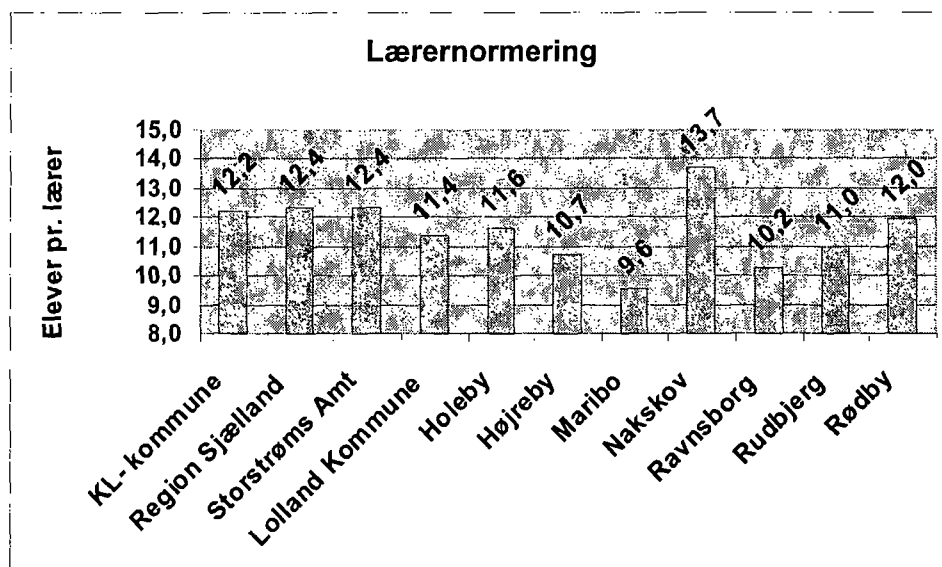 Lærernormering
Elever pr. lærer
15,0
14,0
13,0
12,0
11,0
10,0
9,0
8,0
12,2
12,4
12,4
11,4
11,6
10,7
9,6
13,7
10,2
11,0
12,0
KL- kommune
Region Sjælland
Storstrøms Amt
Lolland Kommune
Holeby
Højreby
Maribo
Nakskov
Ravnsborg
Rudbjerg
Rødby